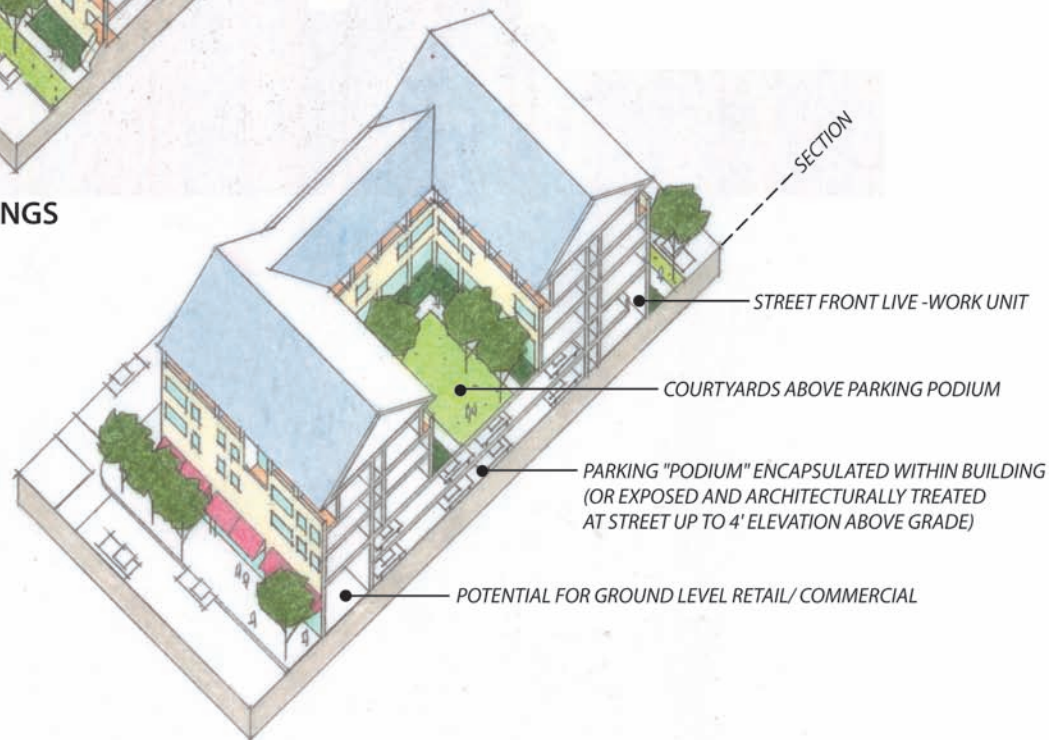 SECTION
NGS
STREET FRONT LIVE -WORK UNIT
COURTYARDS ABOVE PARKING PODIUM
PARKING "PODIUM" ENCAPSULATED WITHIN BUILDING
(OR EXPOSED AND ARCHITECTURALLY TREATED
AT STREET UP TO 4' ELEVATION ABOVE GRADE)
POTENTIAL FOR GROUND LEVEL RETAIL/ COMMERCIAL